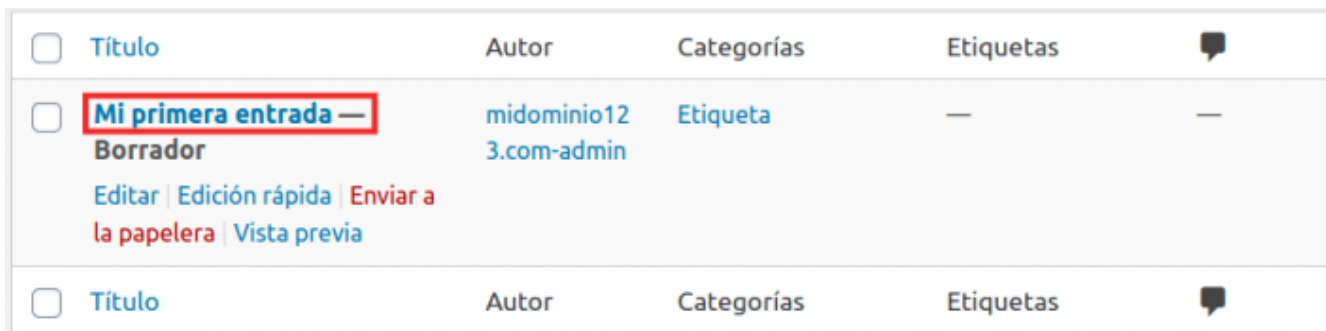 Título Autor Categorías Etiquetas
Mi primera entrada — midominio12 Etiqueta — —
Borrador 3.com-admin
Editar | Edición rápida | Enviar a
la papelera | Vista previa
Título Autor Categorías Etiquetas